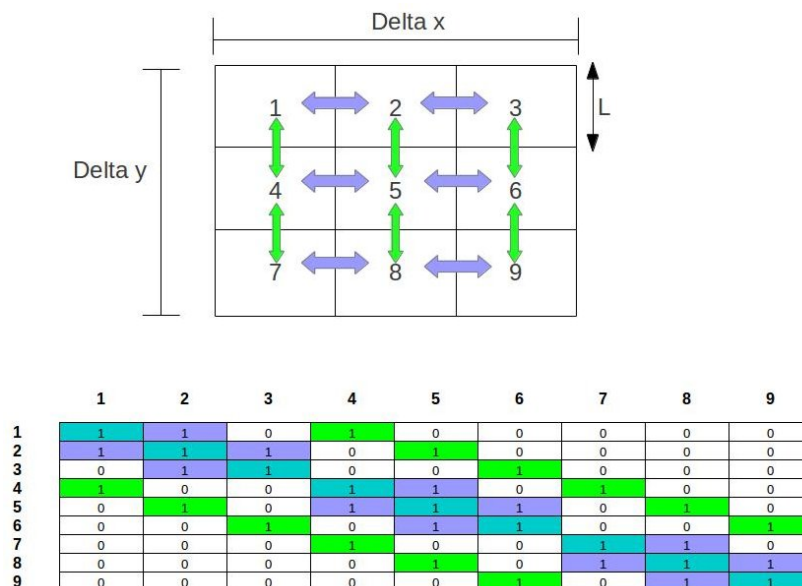 Delta x
1 2 3 L
Delta y
4 5 6
7 8 9
1 2 3 4 5 6 7 8 9
1 1 1 0 1 0 0 0 0 0
2 1 1 1 0 1 0 0 0 0
3 0 1 1 0 0 1 0 0 0
4 1 0 0 1 1 0 1 0 0
5 0 1 0 1 1 1 0 1 0
6 0 0 1 0 1 1 0 0 1
7 0 0 0 1 0 0 1 1 0
8 0 0 0 0 1 0 1 1 1
9 0 0 0 0 0 1 0 1 1